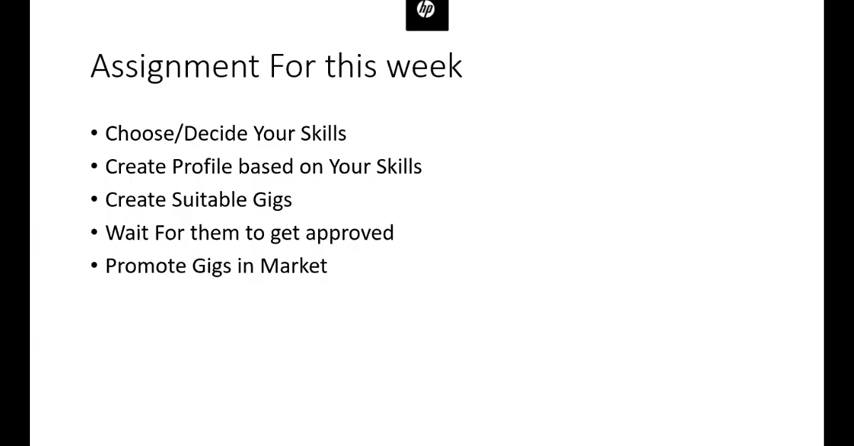 hp
Assignment For this week
• Choose/Decide Your Skills
• Create Profile based on Your Skills
• Create Suitable Gigs
• Wait For them to get approved
• Promote Gigs in Market